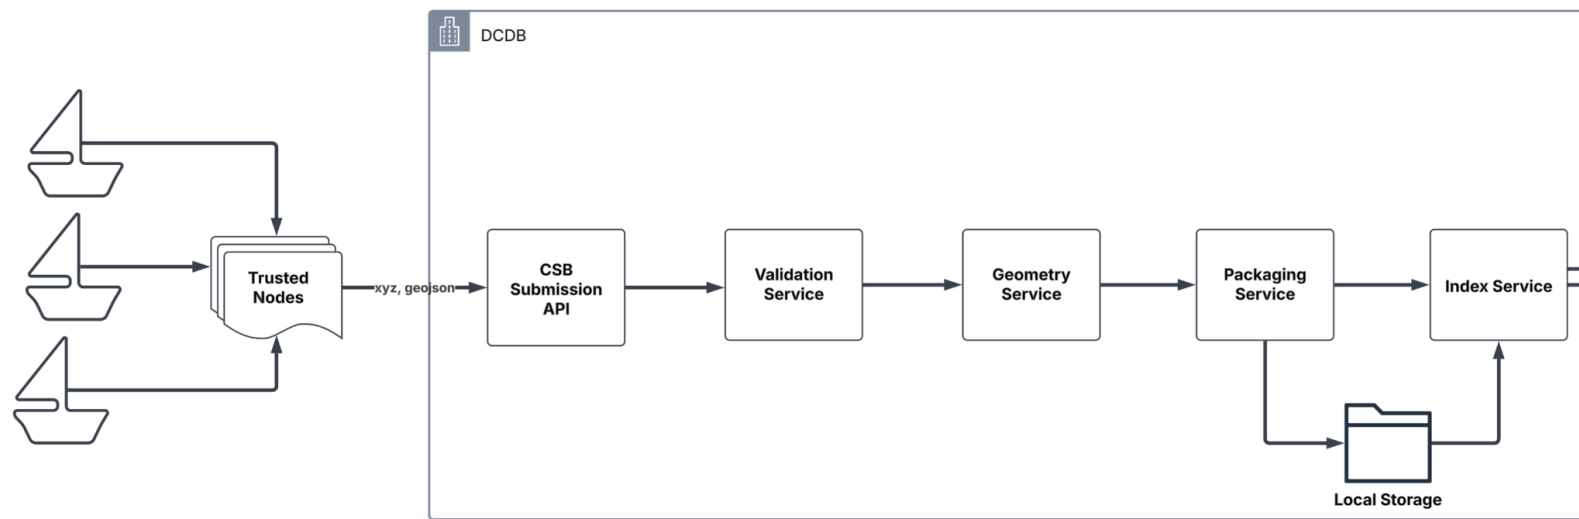 DCDB
Trusted
Nodes
xyz, geojson
CSB
Submission
API
Validation
Service
Geometry
Service
Packaging
Service
Index Service
Local Storage